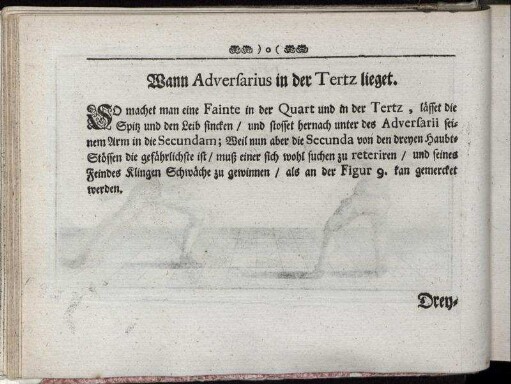 ) o (
Wann Adversarius in der Tertz lieget.
SO machet man eine Fainte in der Quart und in der Tertz, lässet die
Spitz und den Leib sincken / und stosset hernach unter des Adversarii sei-
nem Arm in die Secundam; Weil nun aber die Secunda von den dreyen Haubt-
Stössen die gefährlichste ist / muß einer sich wohl suchen zu reteriren / und seines
Feindes Klingen Schwäche zu gewinnen / als an der Figur 9. kan gemercket
werden.
Drey-